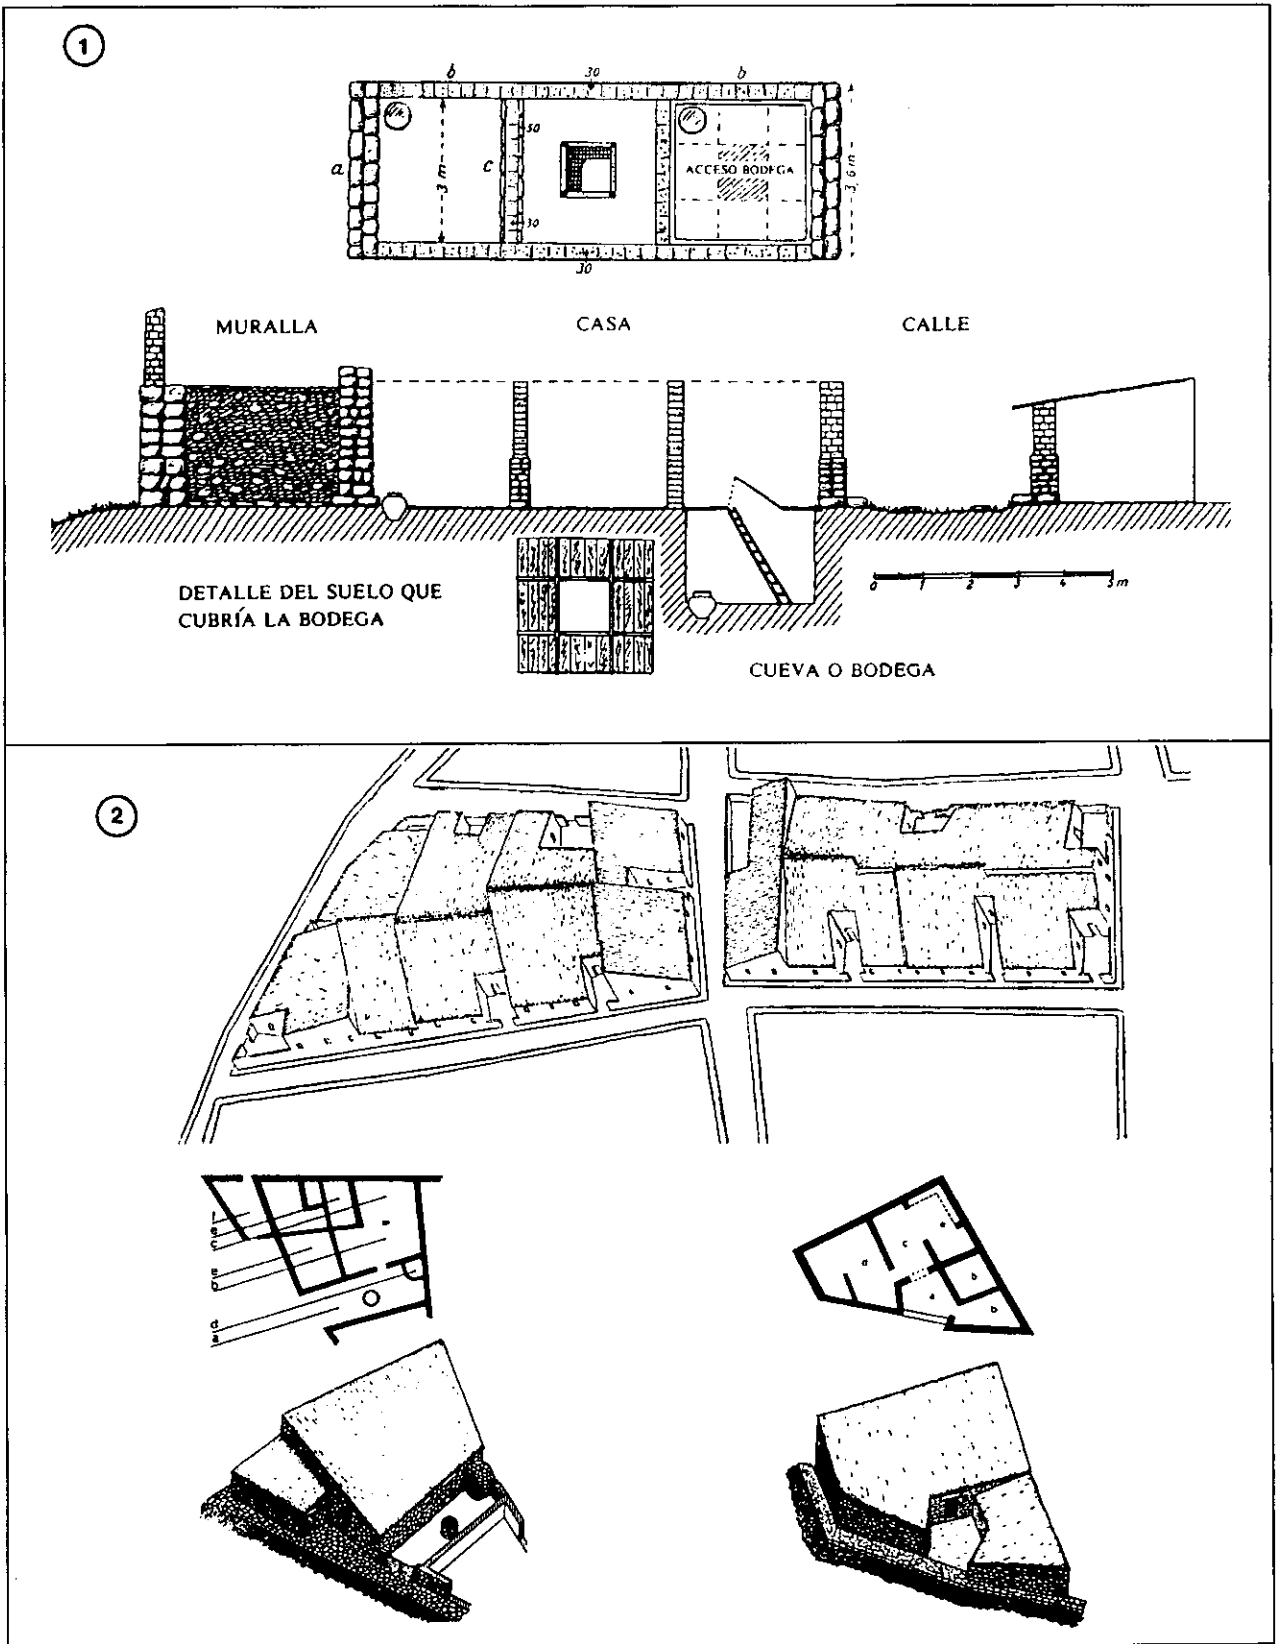 1
b 30 b
50
a 3 m c ACCESO BODEGA 3,6 m
30
30
MURALLA CASA CALLE
0 1 2 3 4 5 m
DETALLE DEL SUELO QUE
CUBRÍA LA BODEGA
CUEVA O BODEGA
2
f
e
c
e
b
d
a
a c e
d b
b